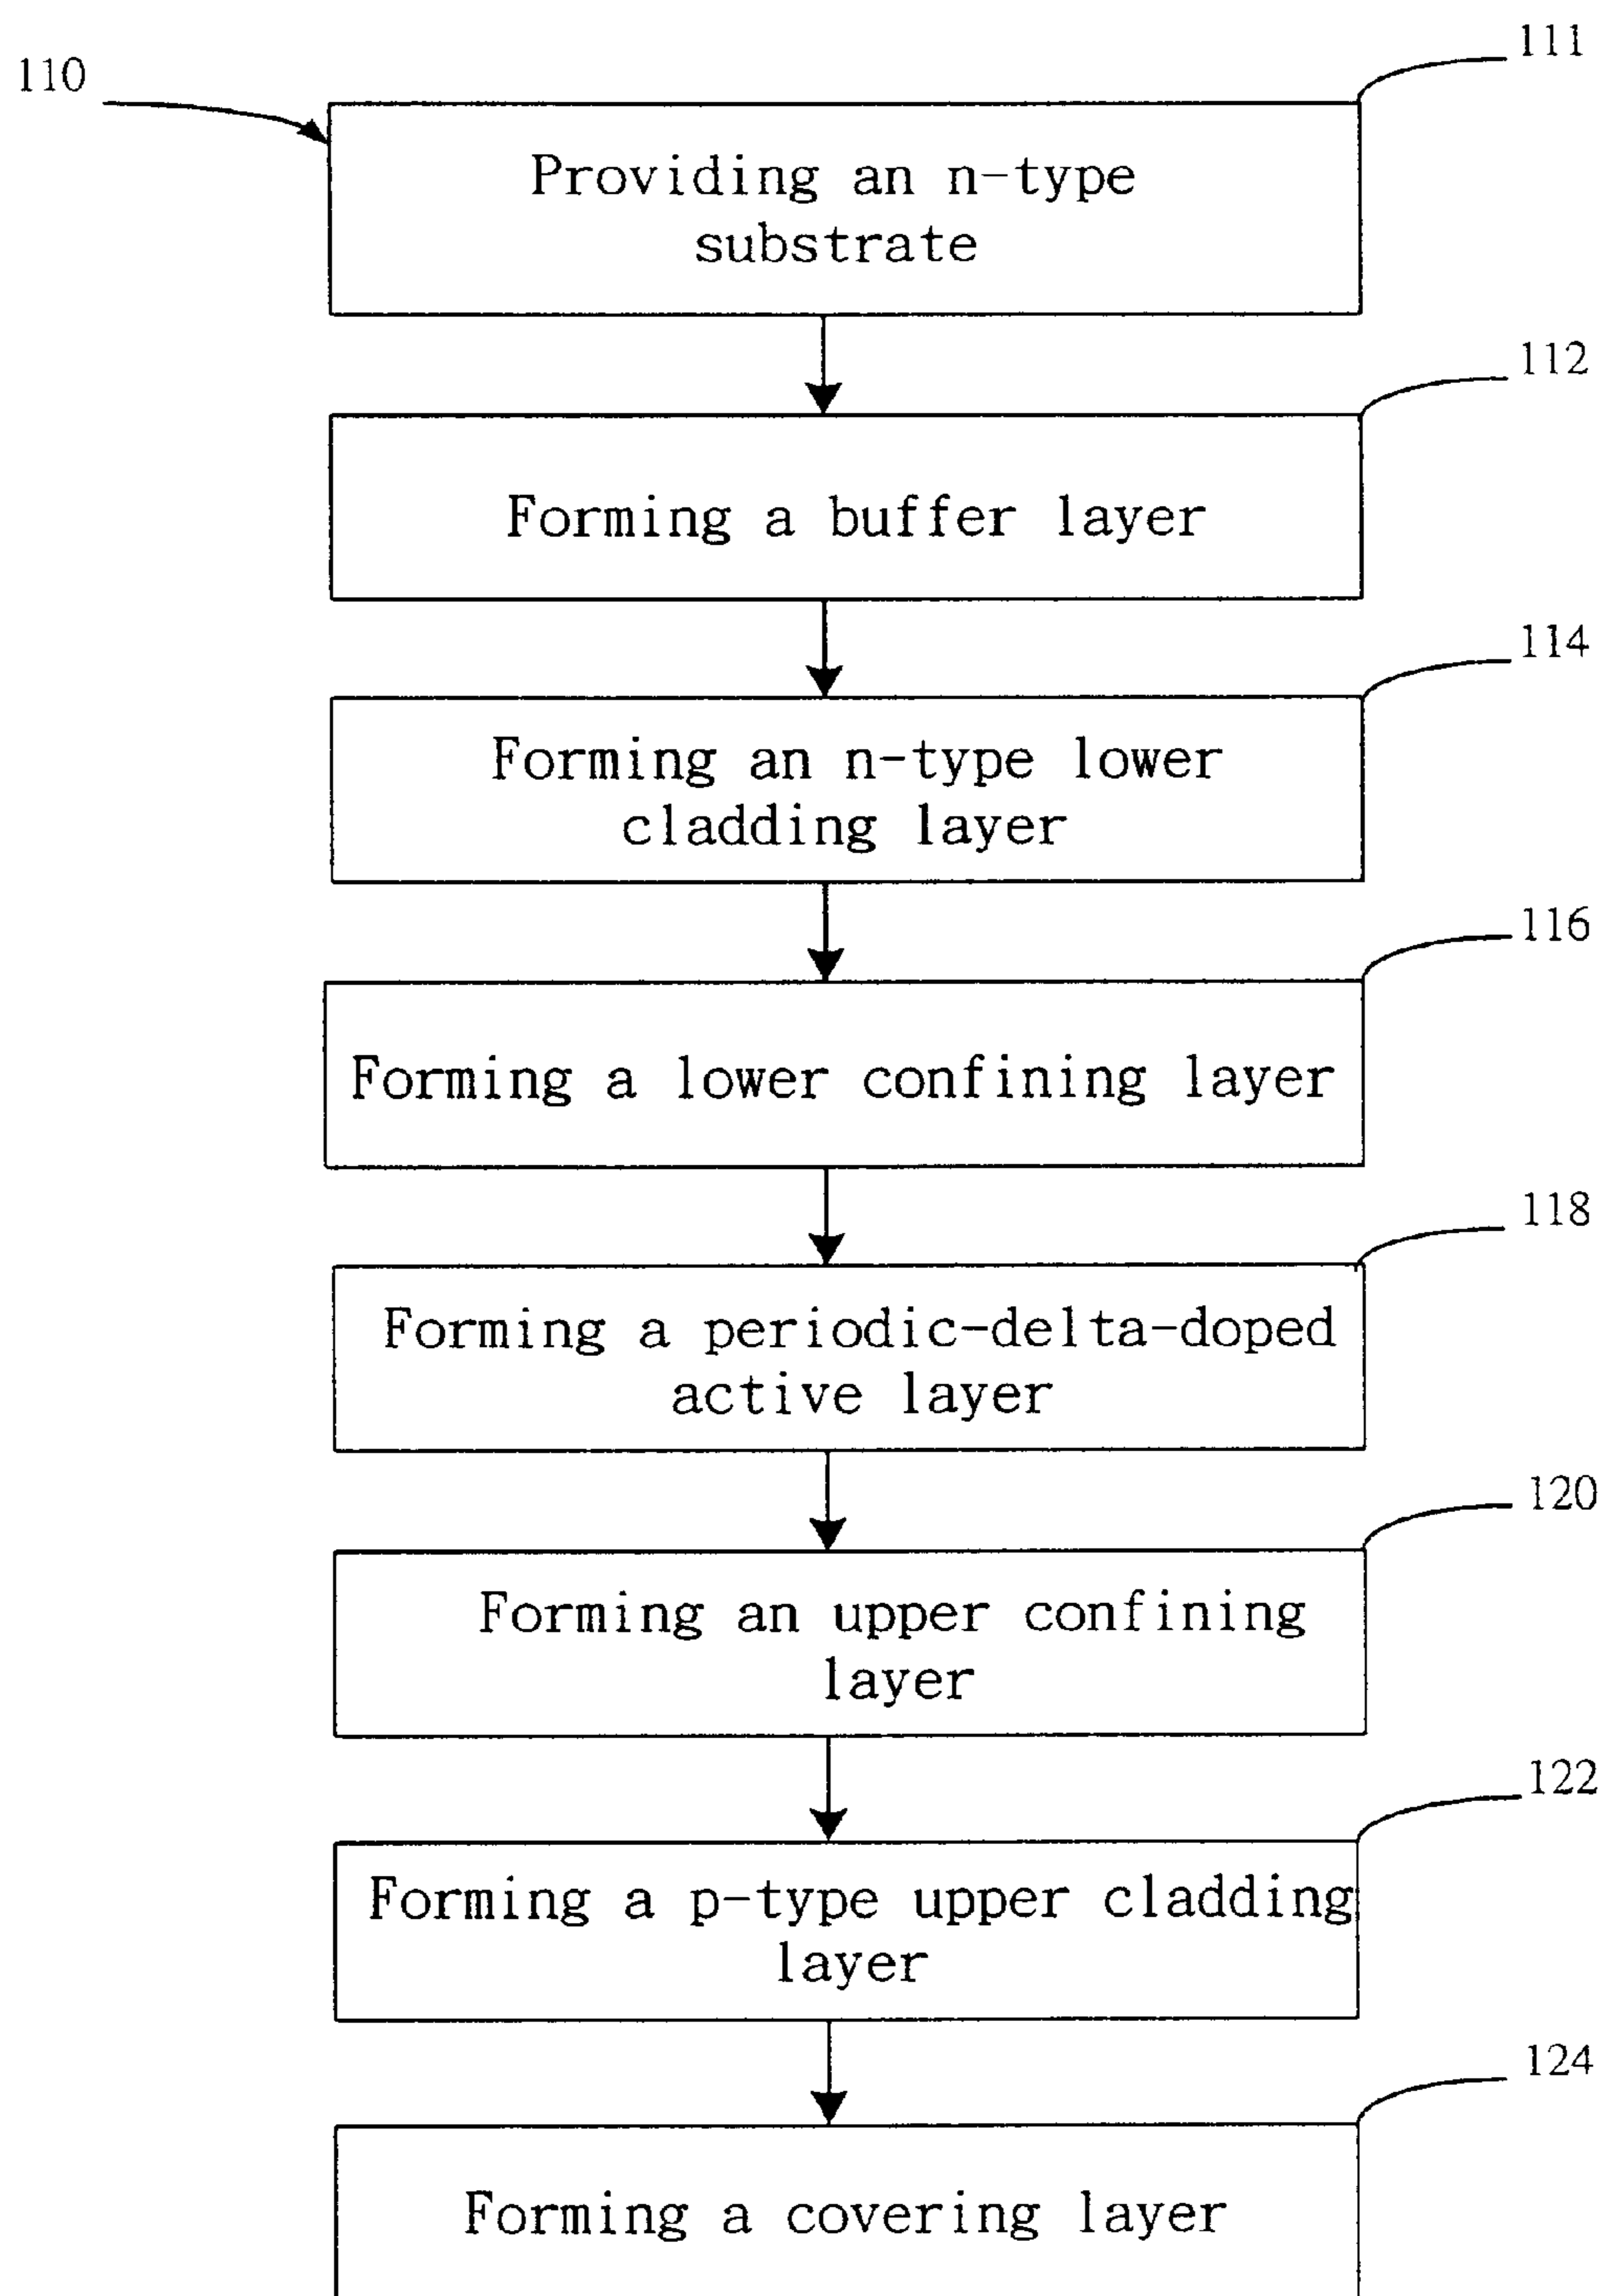 111
110
Providing an n-type
substrate
112
Forming a buffer layer
114
Forming an n-type lower
cladding layer
116
Forming a lower confining layer
118
Forming a periodic-delta-doped
active layer
120
Forming an upper confining
layer
122
Forming a p-type upper cladding
layer
124
Forming a covering layer